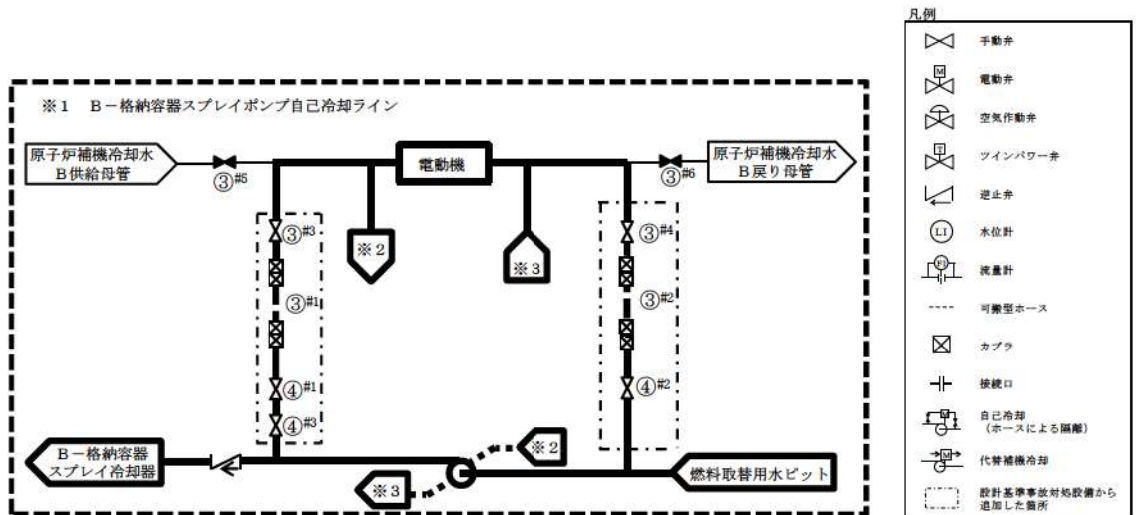 ※1 B-格納容器スプレイポンプ自己冷却ライン
原子炉補機冷却水
B供給母管
③#5
電動機
③#6
原子炉補機冷却水
B戻り母管
③#3
※2
※3
③#4
③#1
③#2
④#1
④#2
④#3
B-格納容器
スプレイ冷却器
※2
※3
燃料取替用水ピット
凡例
手動弁
M
電動弁
空気作動弁
T
ツインパワー弁
逆止弁
LI
水位計
FI
流量計
可搬型ホース
カプラ
接続口
M
自己冷却
(ホースによる隔離)
M
代替補機冷却
設計基準事故対処設備から
追加した箇所